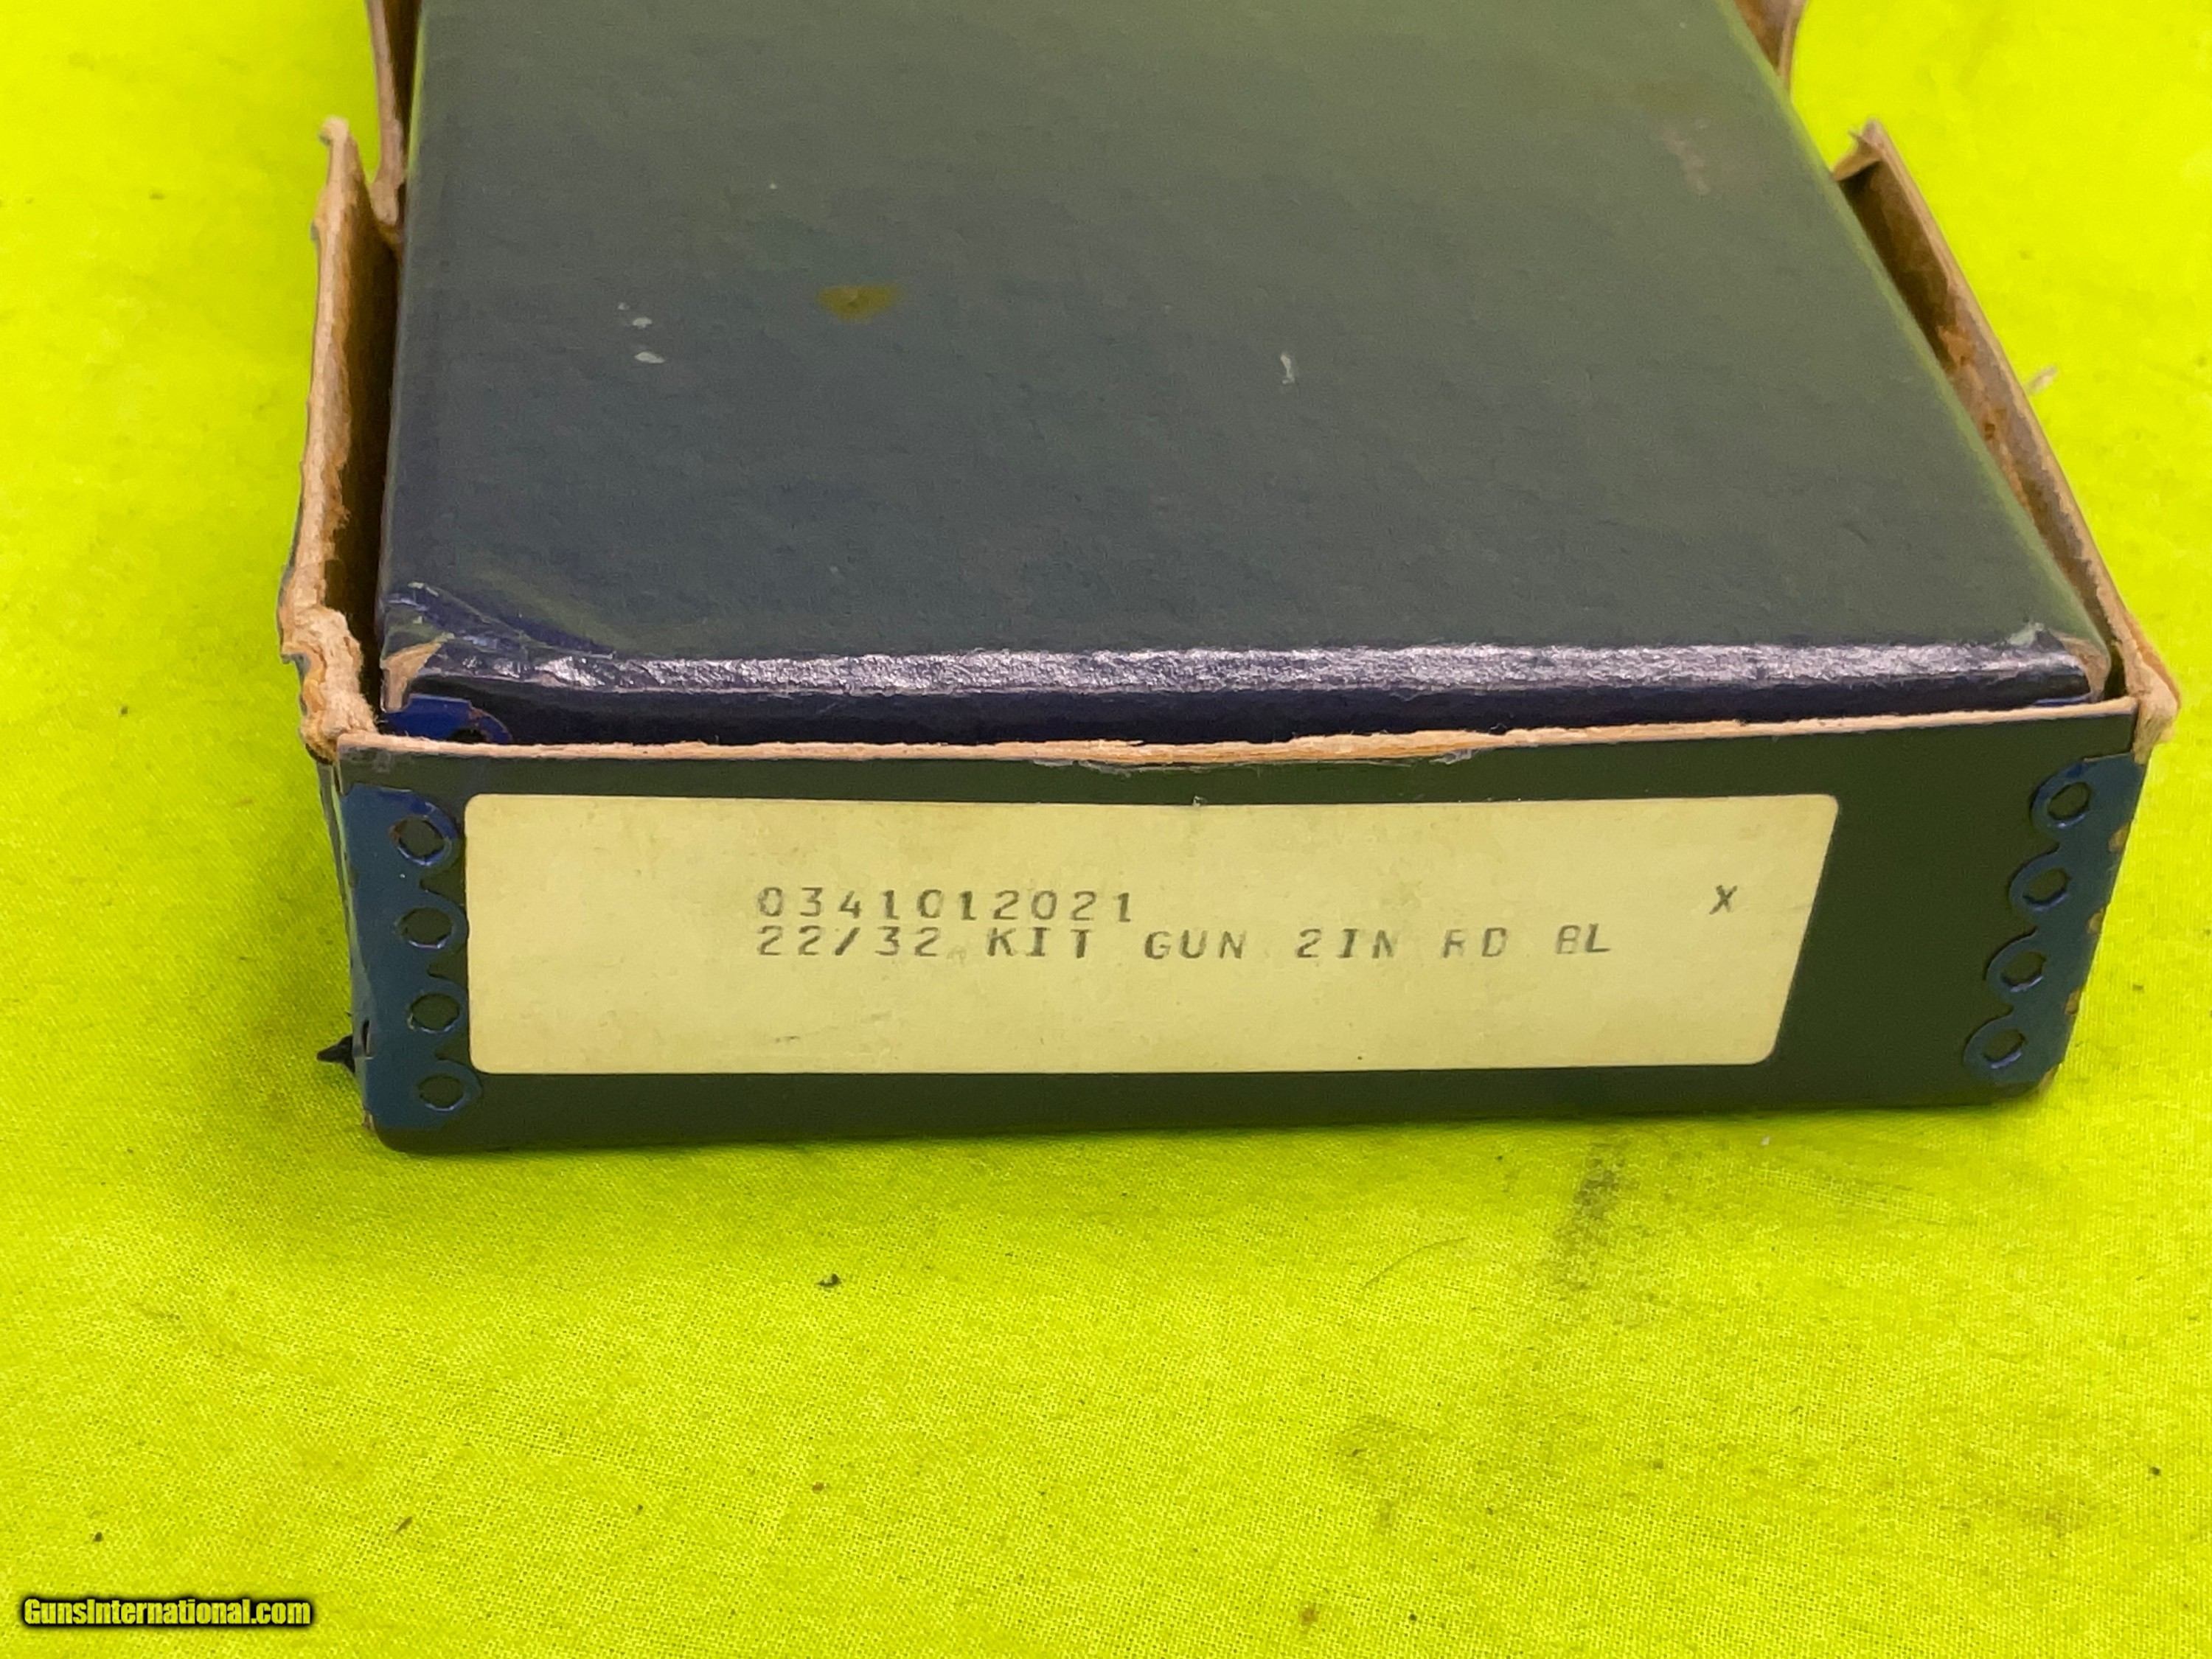 0341012021 X
22/32 KIT GUN 2IN RD BL
GunsInternational.com